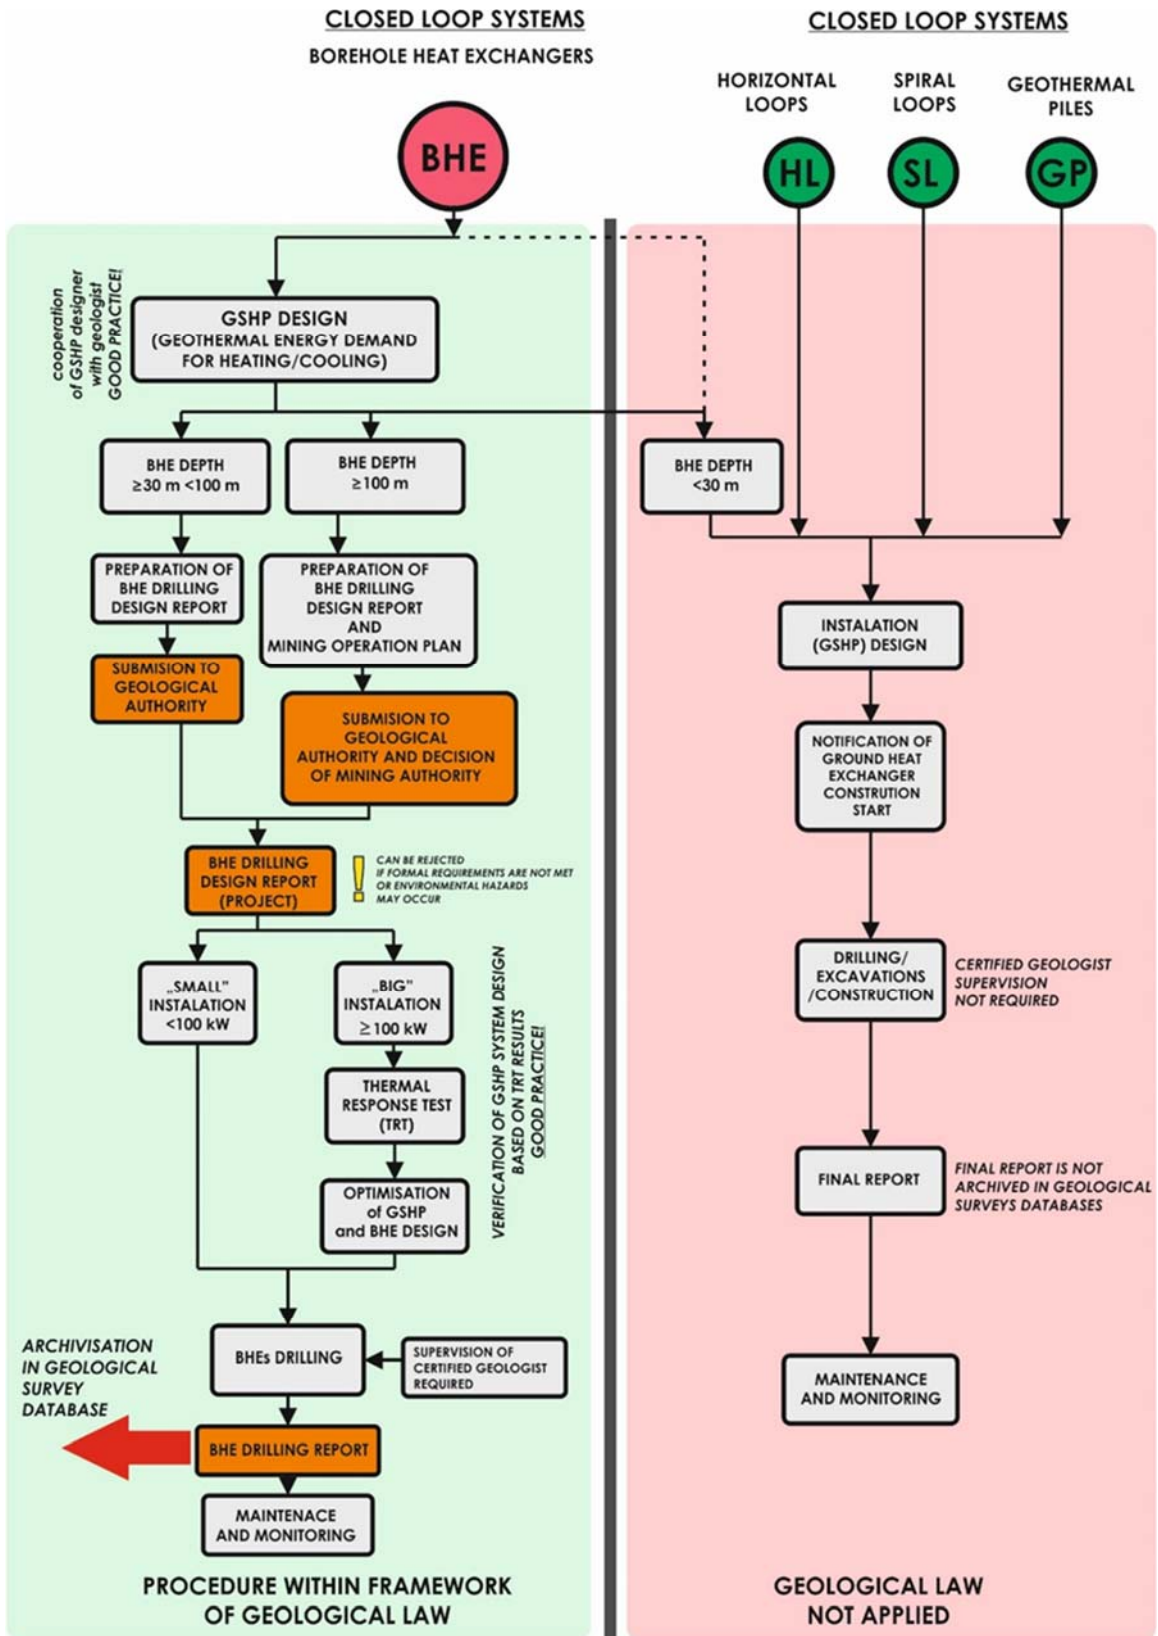 CLOSED LOOP SYSTEMS
BOREHOLE HEAT EXCHANGERS
BHE
CLOSED LOOP SYSTEMS
HORIZONTAL
LOOPS
SPIRAL
LOOPS
GEOTHERMAL
PILES
HL
SL
GP
cooperation
of GSHP designer
with geologist
GOOD PRACTICE!
GSHP DESIGN
(GEOTHERMAL ENERGY DEMAND
FOR HEATING/COOLING)
BHE DEPTH
≥30 m <100 m
BHE DEPTH
≥100 m
BHE DEPTH
<30 m
PREPARATION OF
BHE DRILLING
DESIGN REPORT
PREPARATION OF
BHE DRILLING
DESIGN REPORT
AND
MINING OPERATION PLAN
SUBMISION TO
GEOLOGICAL
AUTHORITY
SUBMISION TO
GEOLOGICAL
AUTHORITY AND DECISION
OF MINING AUTHORITY
BHE DRILLING
DESIGN REPORT
(PROJECT)
!
CAN BE REJECTED
IF FORMAL REQUIREMENTS ARE NOT MET
OR ENVIRONMENTAL HAZARDS
MAY OCCUR
„SMALL”
INSTALATION
<100 kW
„BIG”
INSTALATION
≥ 100 kW
THERMAL
RESPONSE TEST
(TRT)
OPTIMISATION
of GSHP
and BHE DESIGN
VERIFICATION OF GSHP SYSTEM DESIGN
BASED ON TRT RESULTS
GOOD PRACTICE!
BHEs DRILLING
SUPERVISION OF
CERTIFIED GEOLOGIST
REQUIRED
ARCHIVISATION
IN GEOLOGICAL
SURVEY
DATABASE
BHE DRILLING REPORT
MAINTENACE
AND MONITORING
PROCEDURE WITHIN FRAMEWORK
OF GEOLOGICAL LAW
INSTALATION
(GSHP) DESIGN
NOTIFICATION OF
GROUND HEAT
EXCHANGER
CONSTRUTION
START
DRILLING/
EXCAVATIONS
/CONSTRUCTION
CERTIFIED GEOLOGIST
SUPERVISION
NOT REQUIRED
FINAL REPORT
FINAL REPORT IS NOT
ARCHIVED IN GEOLOGICAL
SURVEYS DATABASES
MAINTENANCE
AND MONITORING
GEOLOGICAL LAW
NOT APPLIED